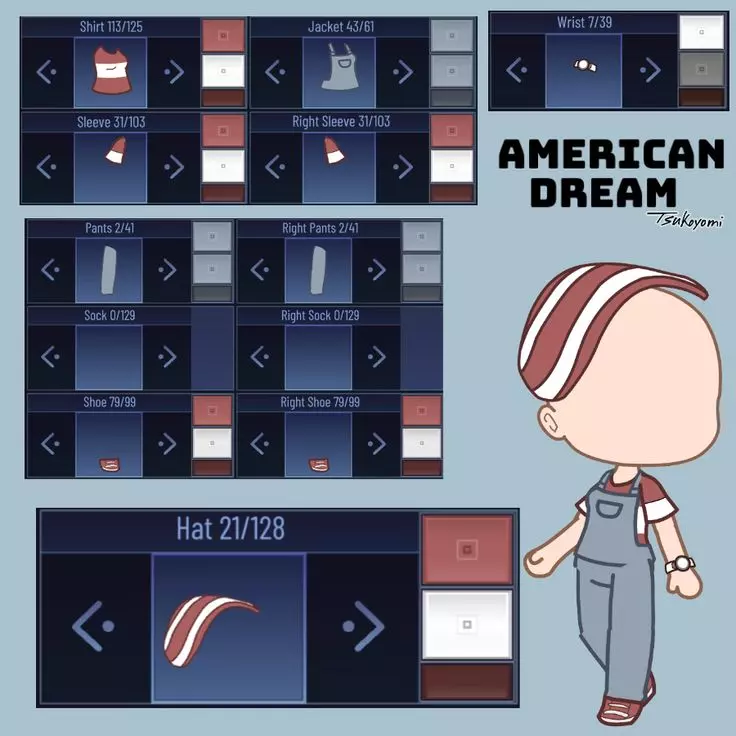 Shirt 113/125
Jacket 43/61
Wrist 7/39
Sleeve 31/103
Right Sleeve 31/103
AMERICAN
DREAM
Tsukoyomi
Pants 2/41
Right Pants 2/41
Sock 0/129
Right Sock 0/129
Shoe 79/99
Right Shoe 79/99
Hat 21/128